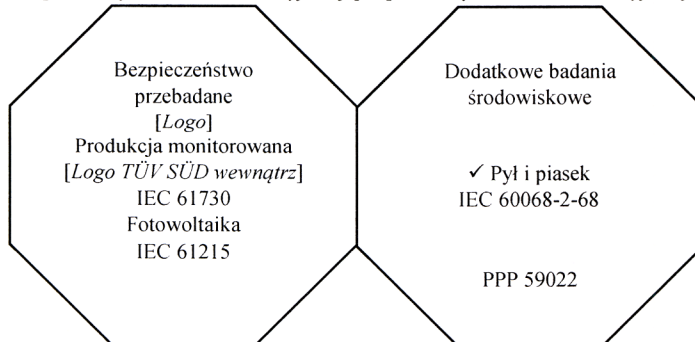 Bezpieczeństwo
przebadane
[Logo]
Produkcja monitorowana
[Logo TÜV SÜD wewnątrz]
IEC 61730
Fotowoltaika
IEC 61215
Dodatkowe badania
środowiskowe
✓ Pył i piasek
IEC 60068-2-68
PPP 59022